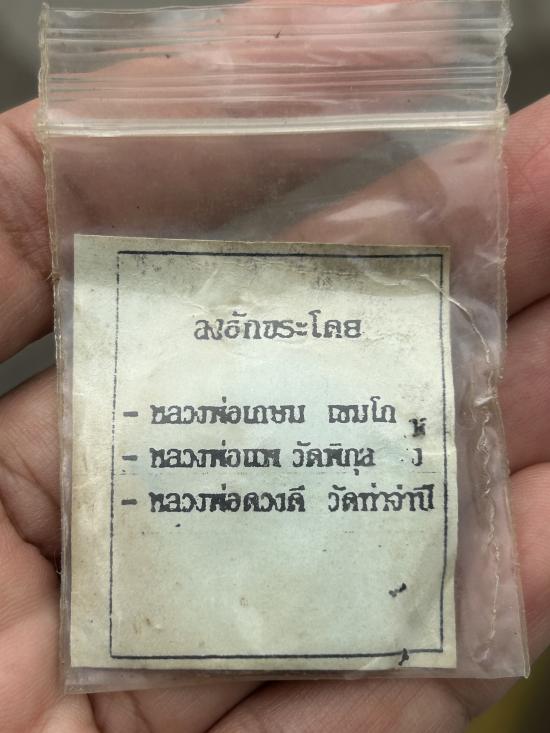 ลงอักขระโดย
- หลวงพ่อเกษม เขมโก
- หลวงพ่อแพ วัดพิกุล
- หลวงพ่อดวงดี วัดท่าจำปี